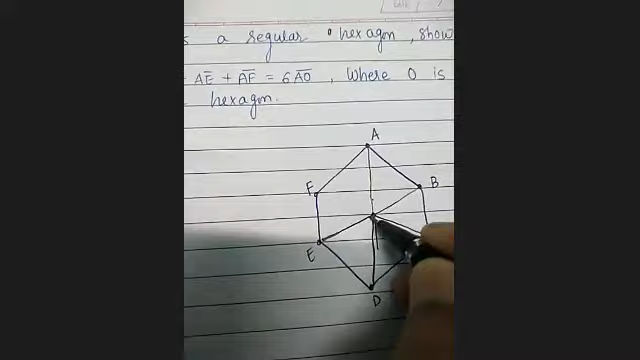 s a regular hexagon, show
- AE + AF = 6 AO, Where O is
hexagon.
A
F
B
E
D